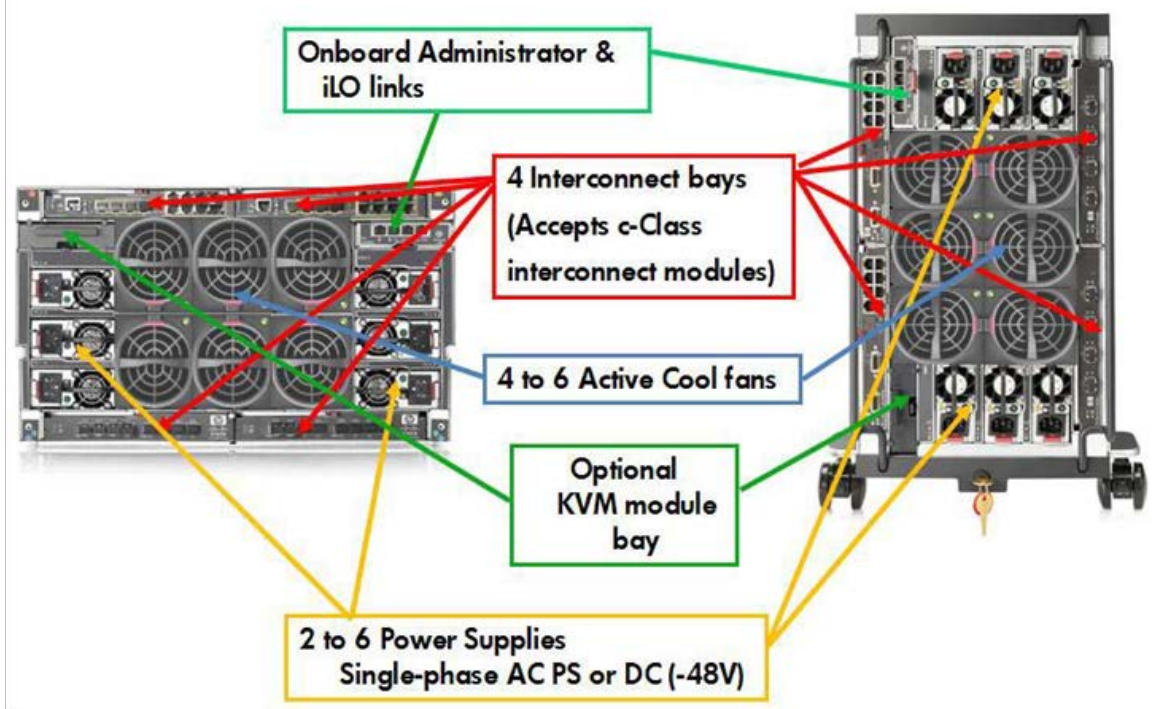 Onboard Administrator &
iLO links
4 Interconnect bays
(Accepts c-Class
interconnect modules)
4 to 6 Active Cool fans
Optional
KVM module
bay
2 to 6 Power Supplies
Single-phase AC PS or DC (-48V)